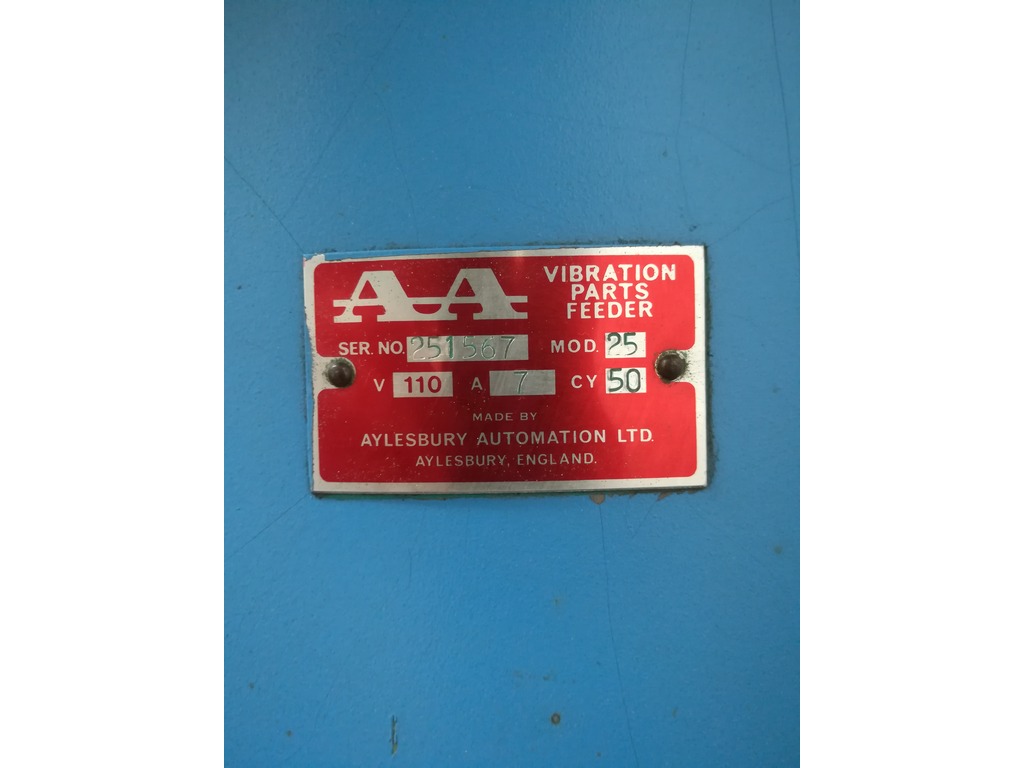 AA
VIBRATION
PARTS
FEEDER
SER. NO. 251567 MOD. 25
V 110 A 7 CY 50
MADE BY
AYLESBURY AUTOMATION LTD.
AYLESBURY, ENGLAND.